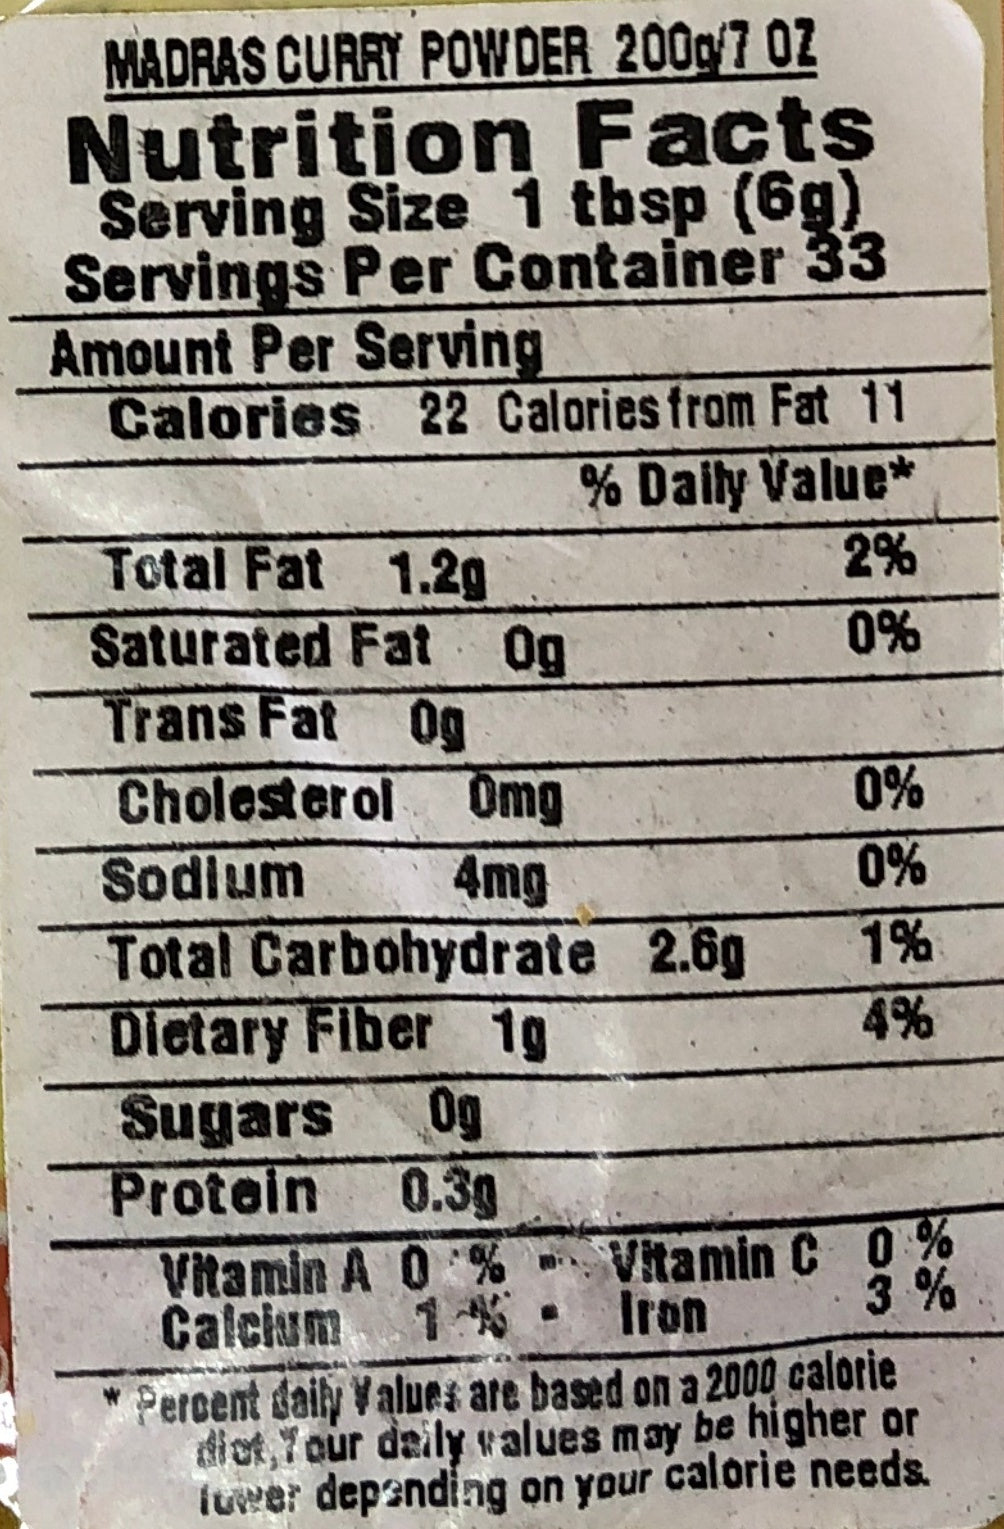 MADRAS CURRY POWDER 200g/7 OZ
Nutrition Facts
Serving Size 1 tbsp (6g)
Servings Per Container 33
Amount Per Serving
Calories 22 Calories from Fat 11
% Daily Value*
Total Fat 1.2g 2%
Saturated Fat 0g 0%
Trans Fat 0g
Cholesterol 0mg 0%
Sodium 4mg 0%
Total Carbohydrate 2.6g 1%
Dietary Fiber 1g 4%
Sugars 0g
Protein 0.3g
Vitamin A 0 % - Vitamin C 0 %
Calcium 1 % - Iron 3 %
* Percent daily Values are based on a 2000 calorie
diet, Your daily values may be higher or
lower depending on your calorie needs.